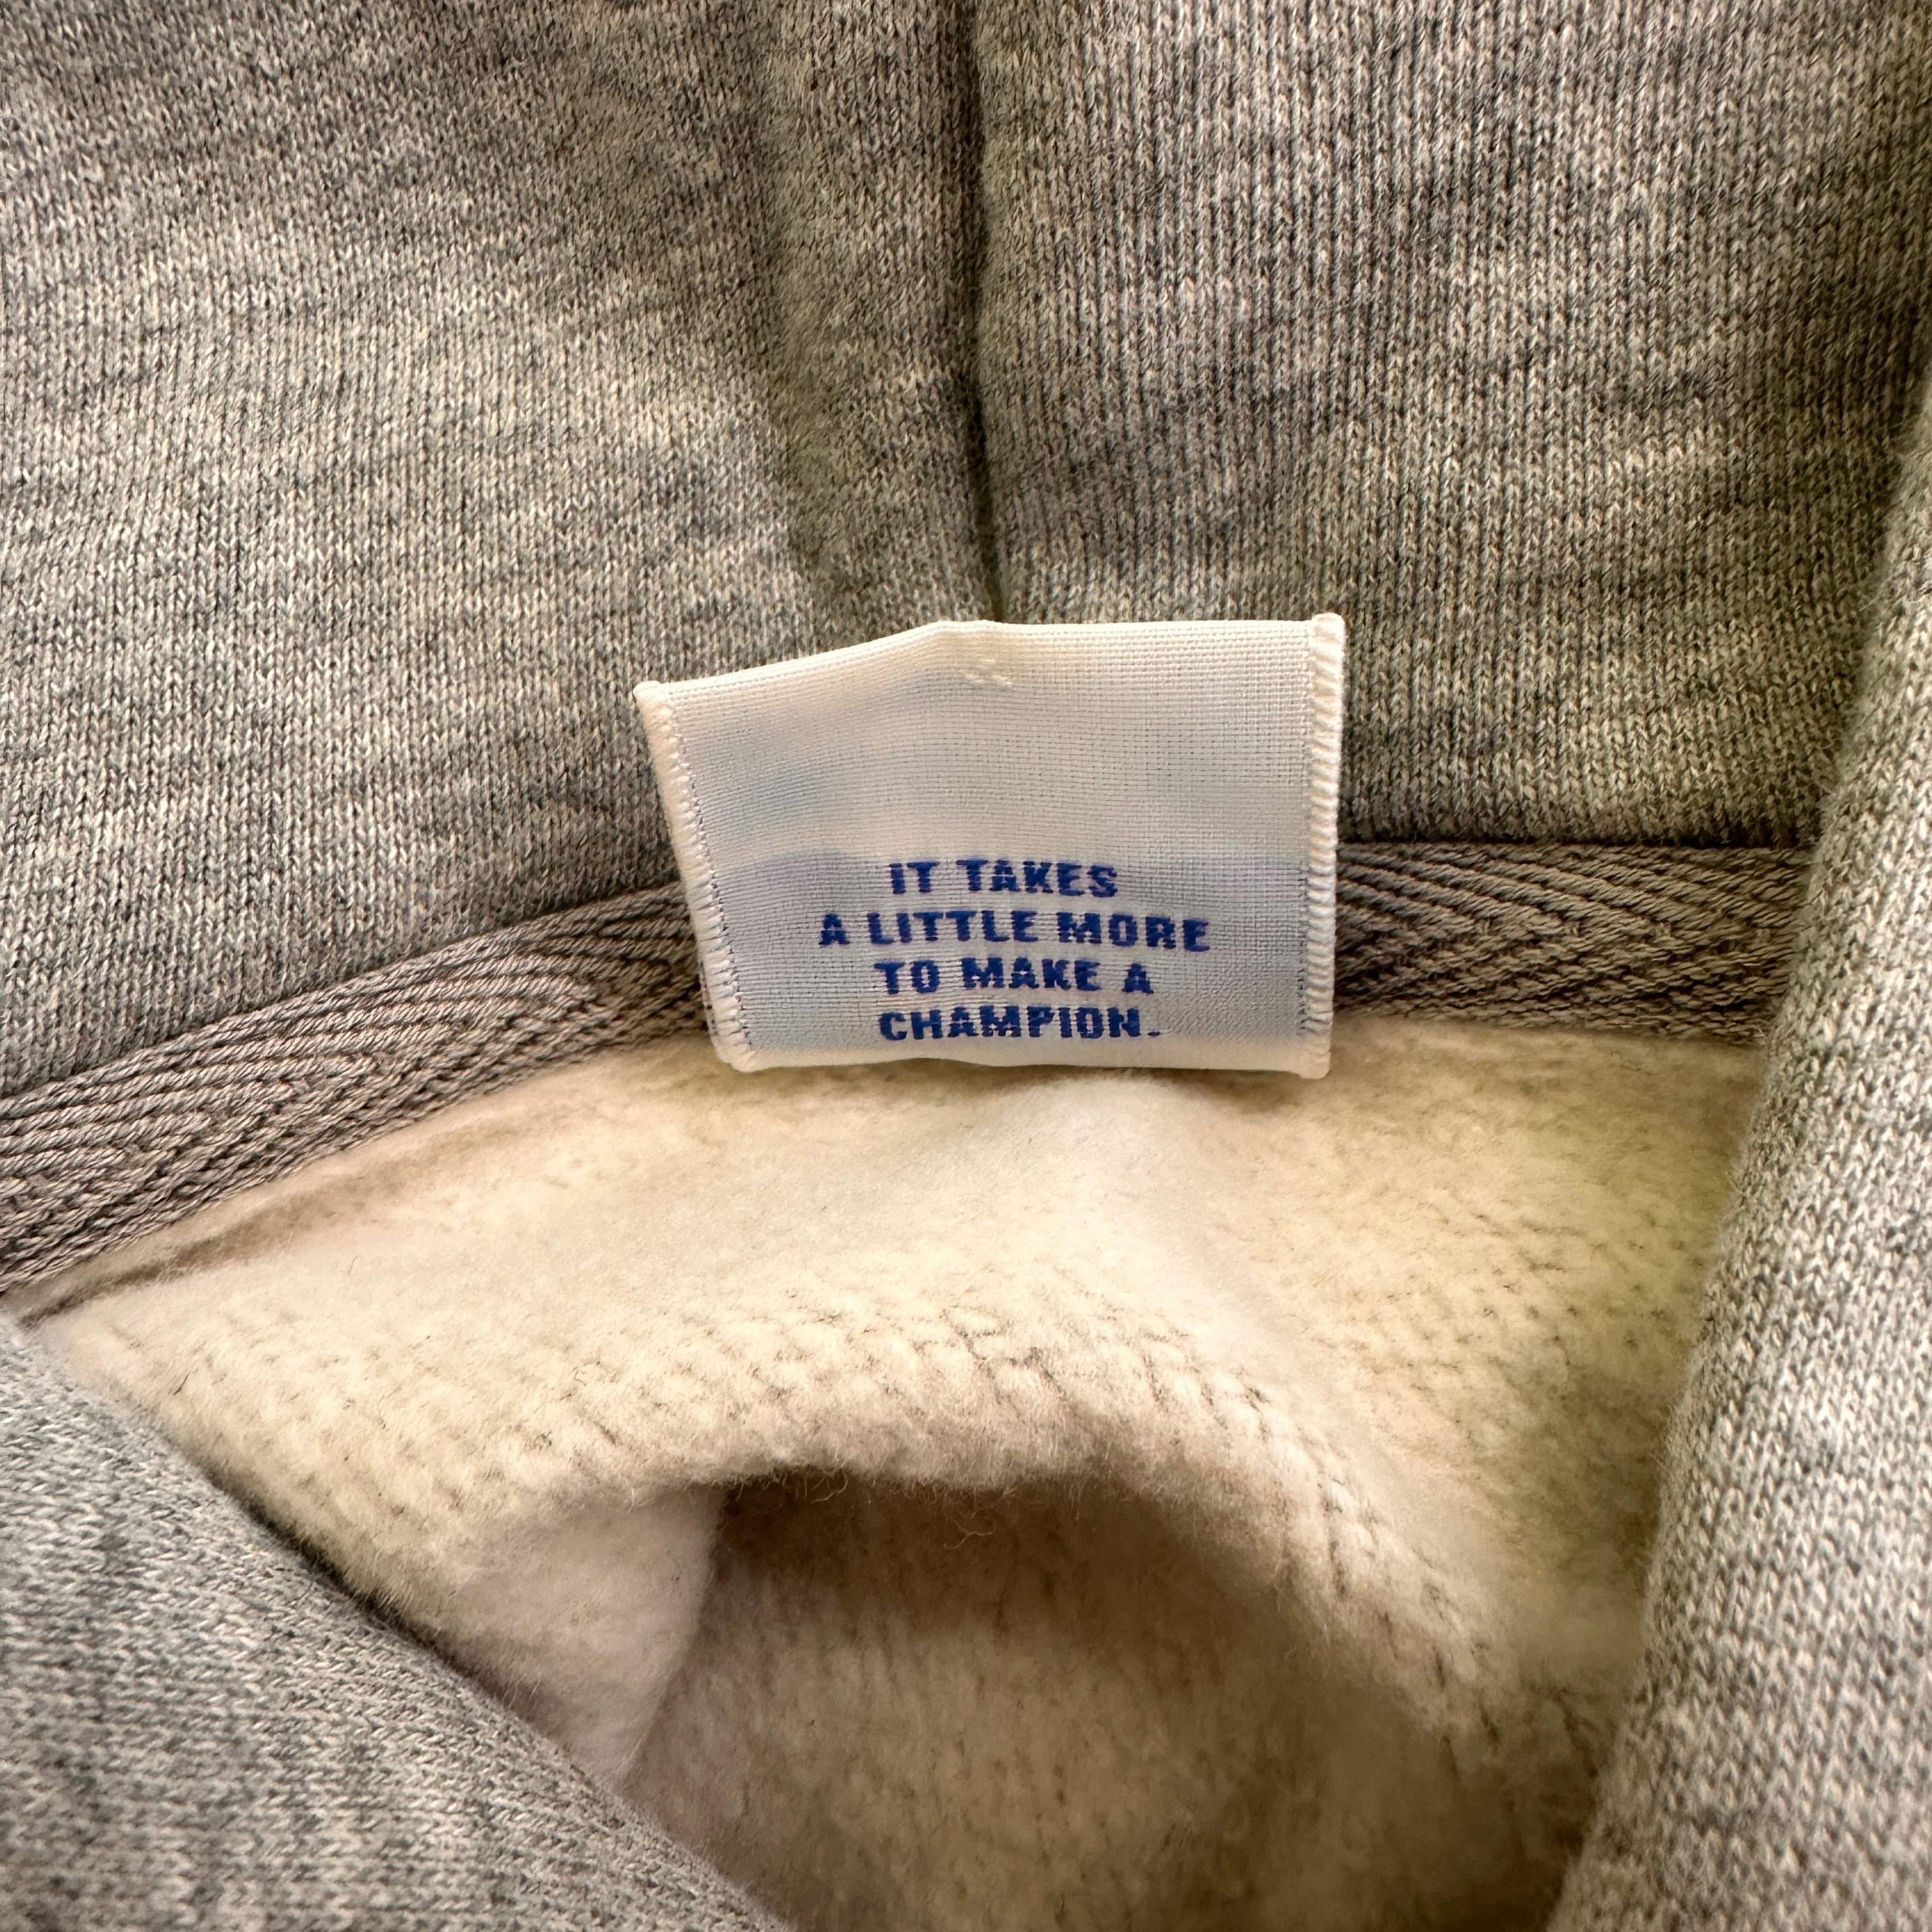 IT TAKES
A LITTLE MORE
TO MAKE A
CHAMPION.